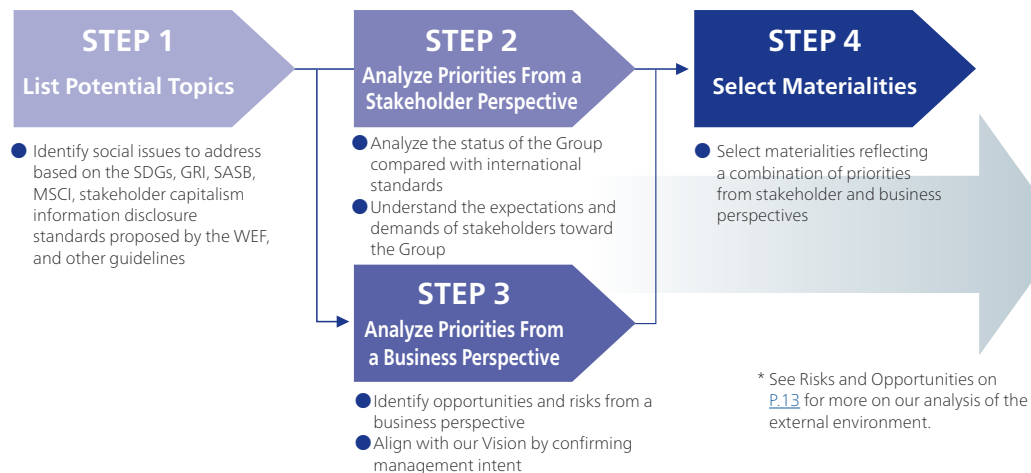 STEP 1
List Potential Topics
● Identify social issues to address
based on the SDGs, GRI, SASB,
MSCI, stakeholder capitalism
information disclosure
standards proposed by the WEF,
and other guidelines
STEP 2
Analyze Priorities From a
Stakeholder Perspective
● Analyze the status of the Group
compared with international
standards
● Understand the expectations and
demands of stakeholders toward
the Group
STEP 3
Analyze Priorities From
a Business Perspective
● Identify opportunities and risks from a
business perspective
● Align with our Vision by confirming
management intent
STEP 4
Select Materialities
● Select materialities reflecting
a combination of priorities
from stakeholder and business
perspectives
* See Risks and Opportunities on
P.13 for more on our analysis of the
external environment.